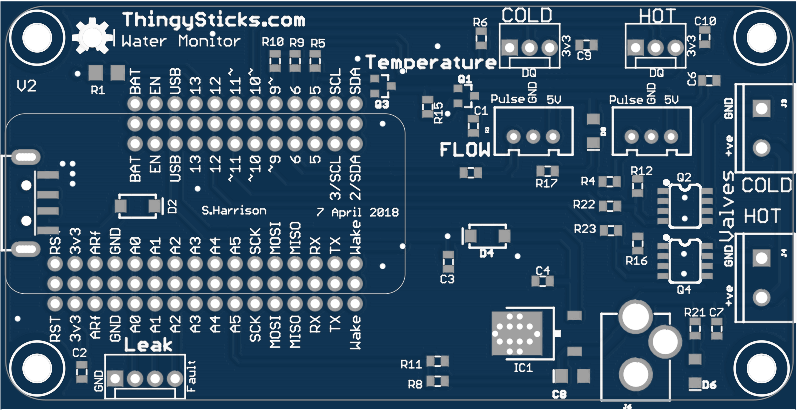 ThingySticks.com
Water Monitor
V2
R1
R10 R9 R5
R6
COLD
HOT
C10
3v3
C9
DQ
3v3
DQ
C6
Temperature
Q1
Q3
R15
C1
Pulse GND 5V
Pulse GND 5V
J3
GND
+ve
BAT EN USB 13 12 11~ 10~ 9~ 6 5 SCL SDA
BAT EN USB 13 12 ~11 ~10 ~9 6 5 3/SCL 2/SDA
FLOW
R17
R4
R12
Q2
R22
R23
R16
Q4
Valves
COLD
HOT
D2
S.Harrison
7 April 2018
D4
C3
C4
GND
+ve
J4
RST 3v3 ARf GND A0 A1 A2 A3 A4 A5 SCK MOSI MISO RX TX Wake
RST 3v3 ARf GND A0 A1 A2 A3 A4 A5 SCK MOSI MISO RX TX Wake
Leak
C2
GND
Fault
IC1
R11
R8
C8
R21 C7
D6
J6